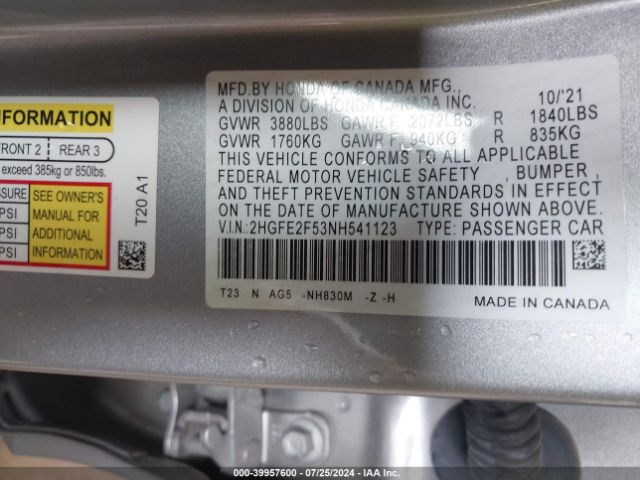 NFORMATION
FRONT 2 REAR 3
exceed 385kg or 850lbs.
SSURE SEE OWNER'S
PSI MANUAL FOR
PSI ADDITIONAL
PSI INFORMATION
T20 A1
MFD.BY HONDA OF CANADA MFG.,
A DIVISION OF HONDA CANADA INC. 10/'21
GVWR 3880LBS GAWR F 2072LBS R 1840LBS
GVWR 1760KG GAWR F 940KG R 835KG
THIS VEHICLE CONFORMS TO ALL APPLICABLE
FEDERAL MOTOR VEHICLE SAFETY , BUMPER ,
AND THEFT PREVENTION STANDARDS IN EFFECT
ON THE DATE OF MANUFACTURE SHOWN ABOVE.
V.I.N.: 2HGFE2F53NH541123 TYPE: PASSENGER CAR
T23 N AG5 -NH830M -Z -H
MADE IN CANADA
000-39957600 - 07/25/2024 - IAA Inc.